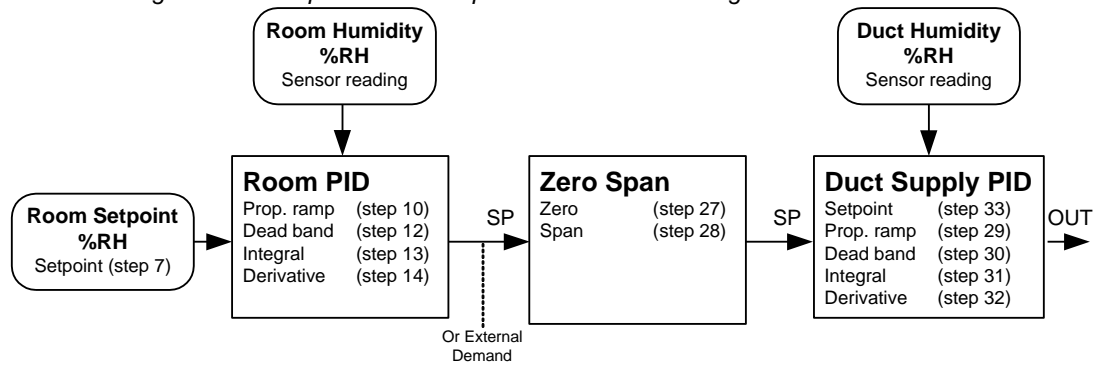 Room Humidity
%RH
Sensor reading
Duct Humidity
%RH
Sensor reading
Room Setpoint
%RH
Setpoint (step 7)
Room PID
Prop. ramp (step 10)
Dead band (step 12)
Integral (step 13)
Derivative (step 14)
SP
Or External
Demand
Zero Span
Zero (step 27)
Span (step 28)
SP
Duct Supply PID
Setpoint (step 33)
Prop. ramp (step 29)
Dead band (step 30)
Integral (step 31)
Derivative (step 32)
OUT